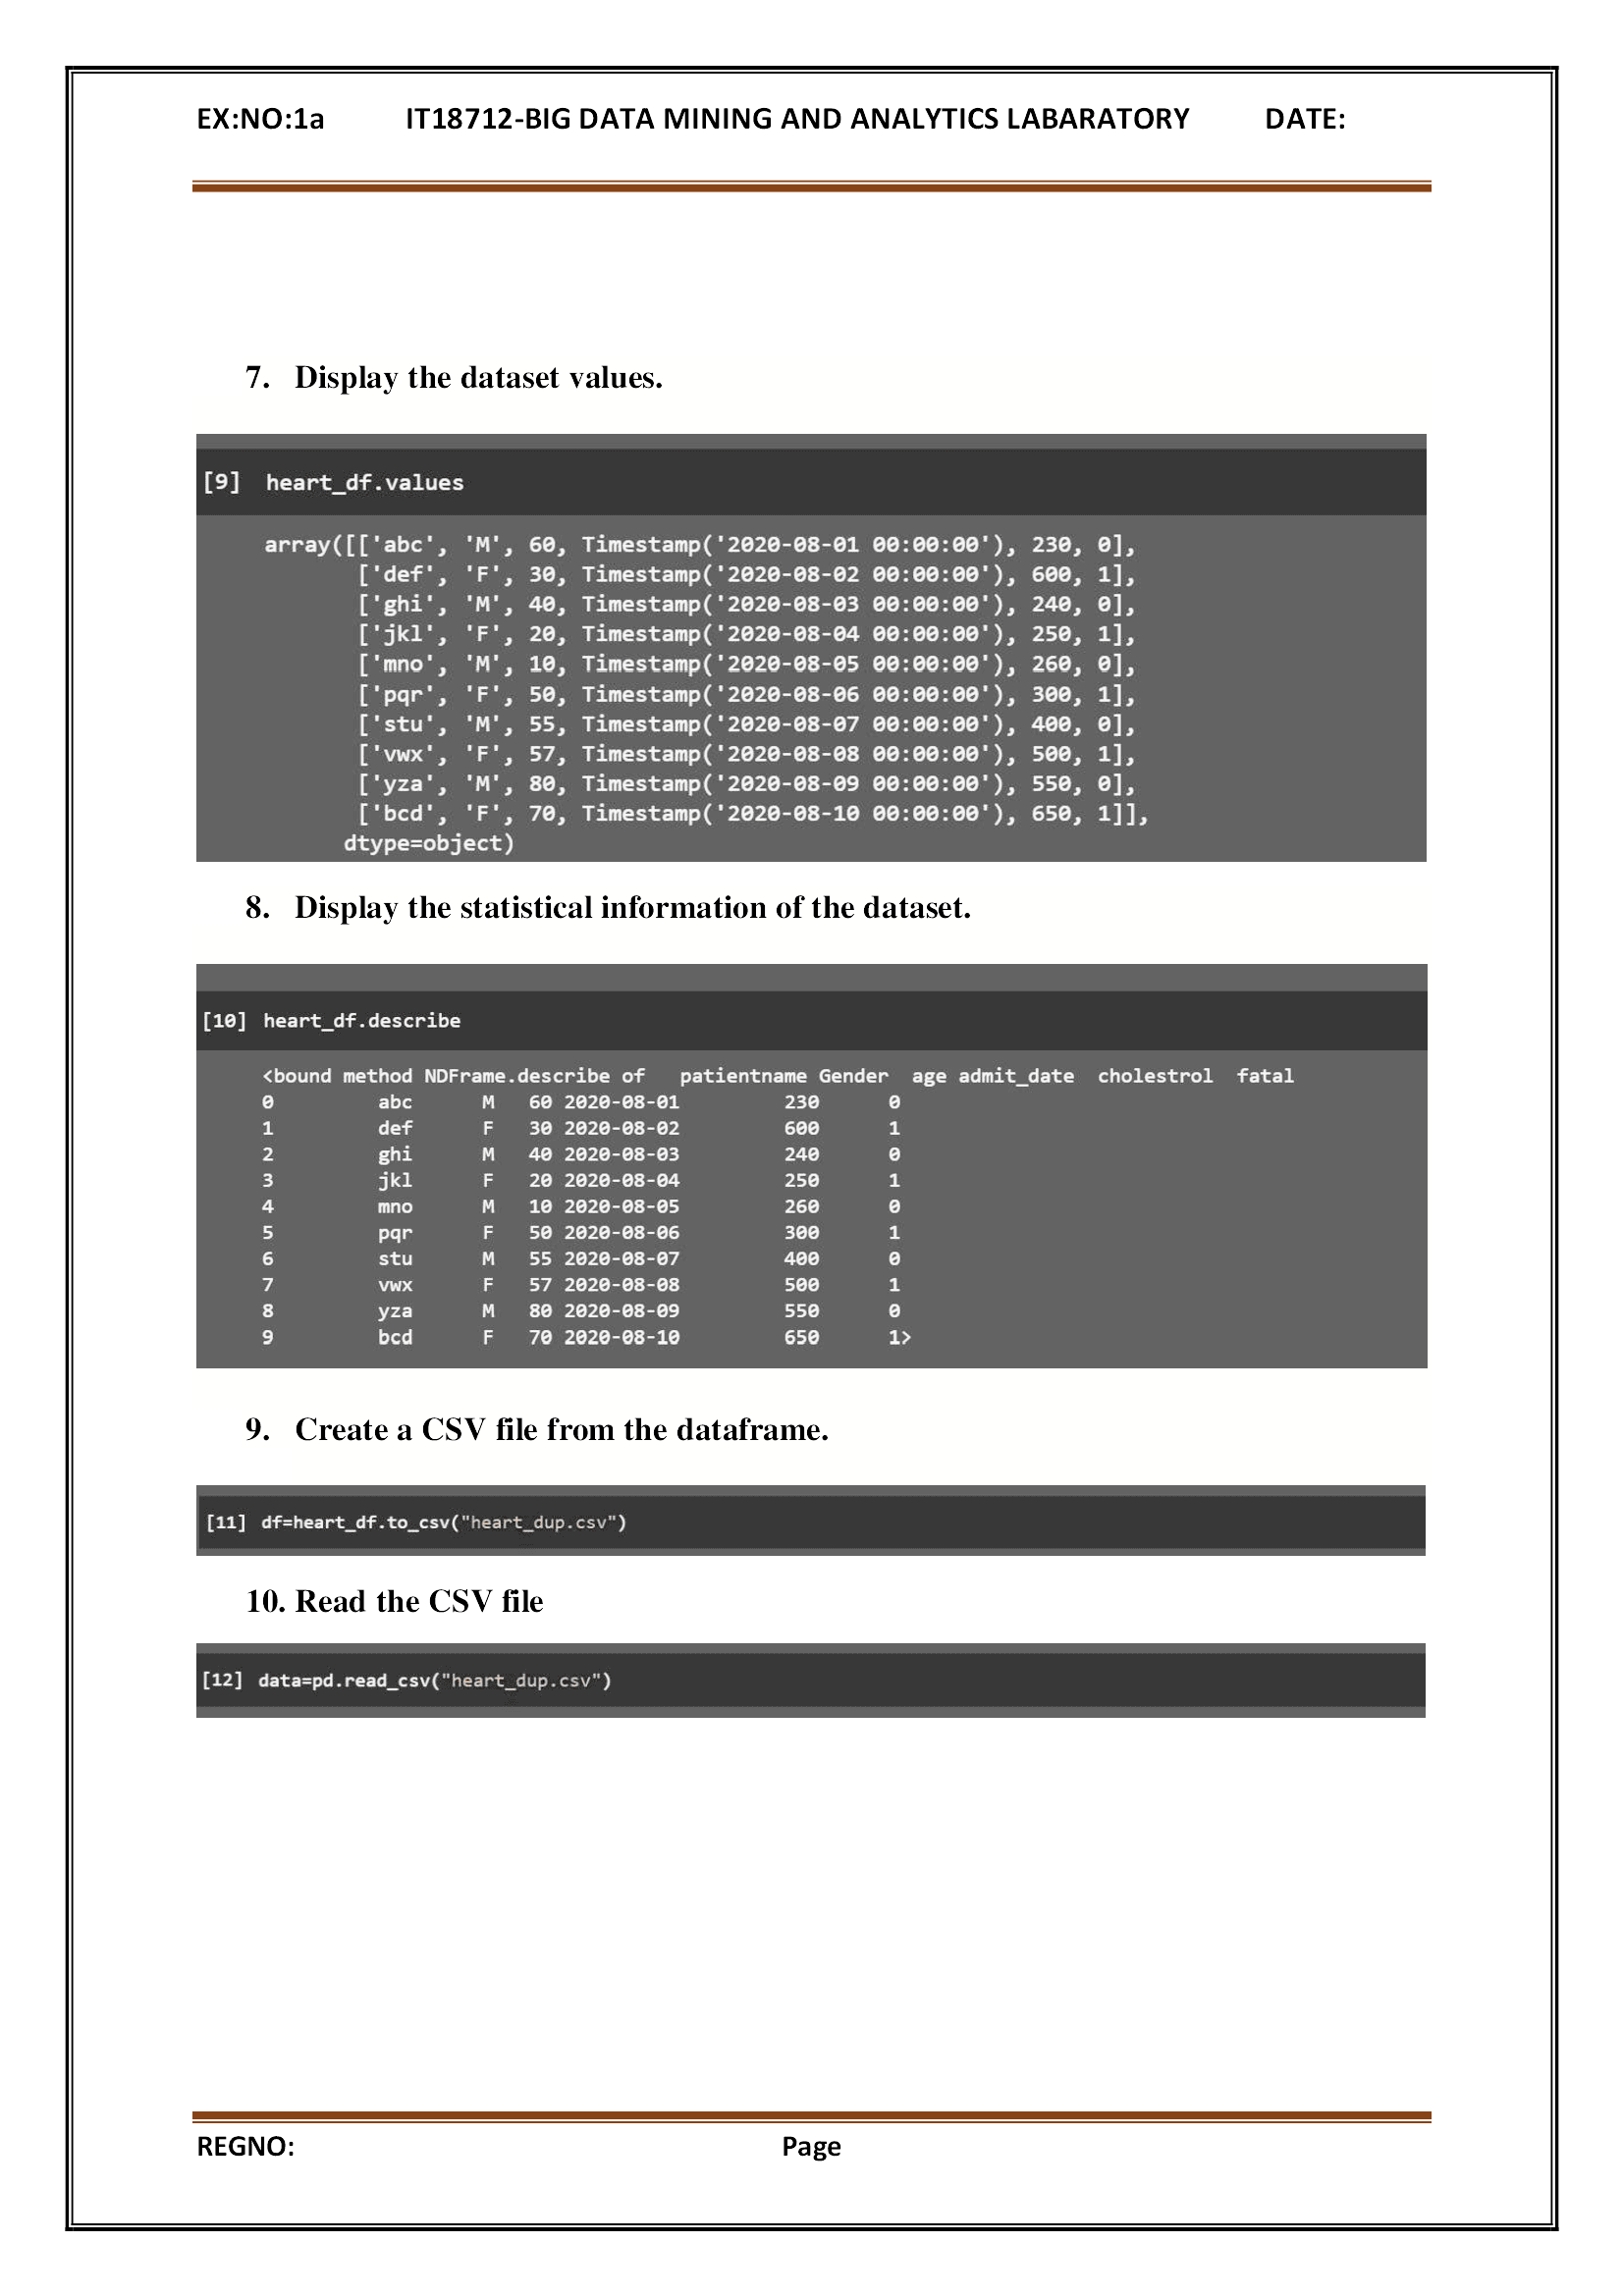 EX:NO:1a IT18712-BIG DATA MINING AND ANALYTICS LABARATORY DATE:
7. Display the dataset values.
[9] heart_df.values
array([['abc', 'M', 60, Timestamp('2020-08-01 00:00:00'), 230, 0],
['def', 'F', 30, Timestamp('2020-08-02 00:00:00'), 600, 1],
['ghi', 'M', 40, Timestamp('2020-08-03 00:00:00'), 240, 0],
['jkl', 'F', 20, Timestamp('2020-08-04 00:00:00'), 250, 1],
['mno', 'M', 10, Timestamp('2020-08-05 00:00:00'), 260, 0],
['pqr', 'F', 50, Timestamp('2020-08-06 00:00:00'), 300, 1],
['stu', 'M', 55, Timestamp('2020-08-07 00:00:00'), 400, 0],
['vwx', 'F', 57, Timestamp('2020-08-08 00:00:00'), 500, 1],
['yza', 'M', 80, Timestamp('2020-08-09 00:00:00'), 550, 0],
['bcd', 'F', 70, Timestamp('2020-08-10 00:00:00'), 650, 1]],
dtype=object)
8. Display the statistical information of the dataset.
[10] heart_df.describe
<bound method NDFrame.describe of patientname Gender age admit_date cholestrol fatal
0 abc M 60 2020-08-01 230 0
1 def F 30 2020-08-02 600 1
2 ghi M 40 2020-08-03 240 0
3 jkl F 20 2020-08-04 250 1
4 mno M 10 2020-08-05 260 0
5 pqr F 50 2020-08-06 300 1
6 stu M 55 2020-08-07 400 0
7 vwx F 57 2020-08-08 500 1
8 yza M 80 2020-08-09 550 0
9 bcd F 70 2020-08-10 650 1>
9. Create a CSV file from the dataframe.
[11] df=heart_df.to_csv("heart_dup.csv")
10. Read the CSV file
[12] data=pd.read_csv("heart_dup.csv")
REGNO: Page